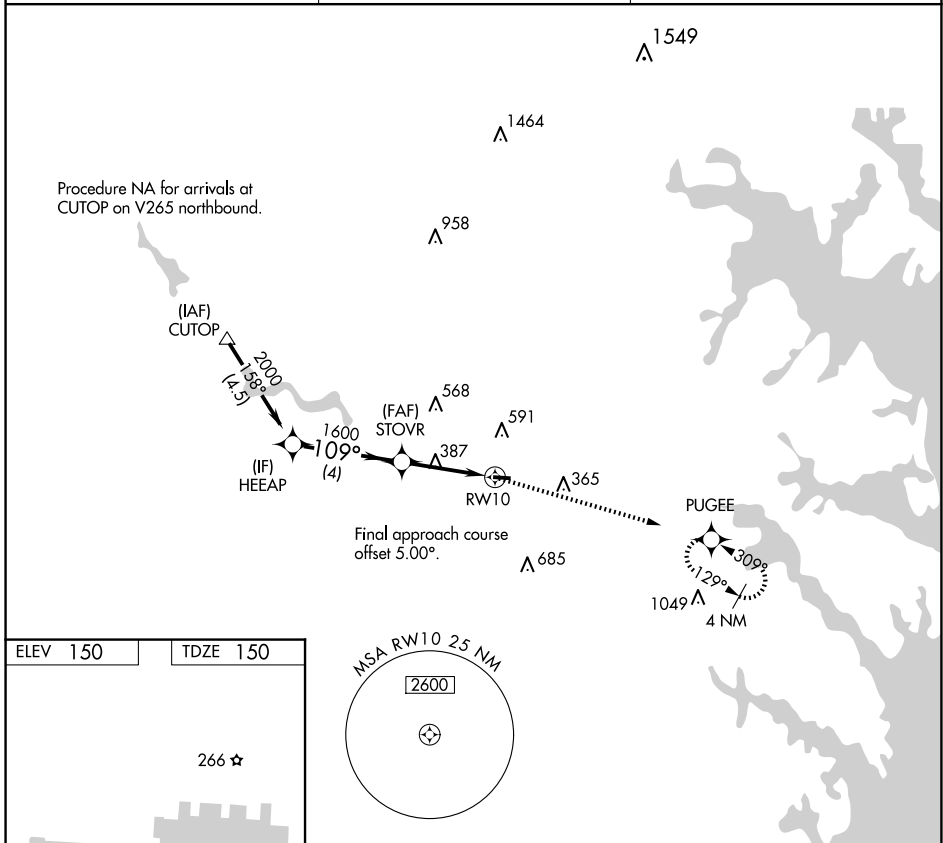 1549
1464
Procedure NA for arrivals at
CUTOP on V265 northbound.
958
(IAF)
CUTOP
2000
158°
(4.5)
568
(FAF)
STOVR
591
1600
109°
(4)
387
(IF)
HEEAP
RW10
365
PUGEE
Final approach course
offset 5.00°.
685
309°
129°
1049
4 NM
ELEV 150
TDZE 150
MSA RW10 25 NM
2600
266